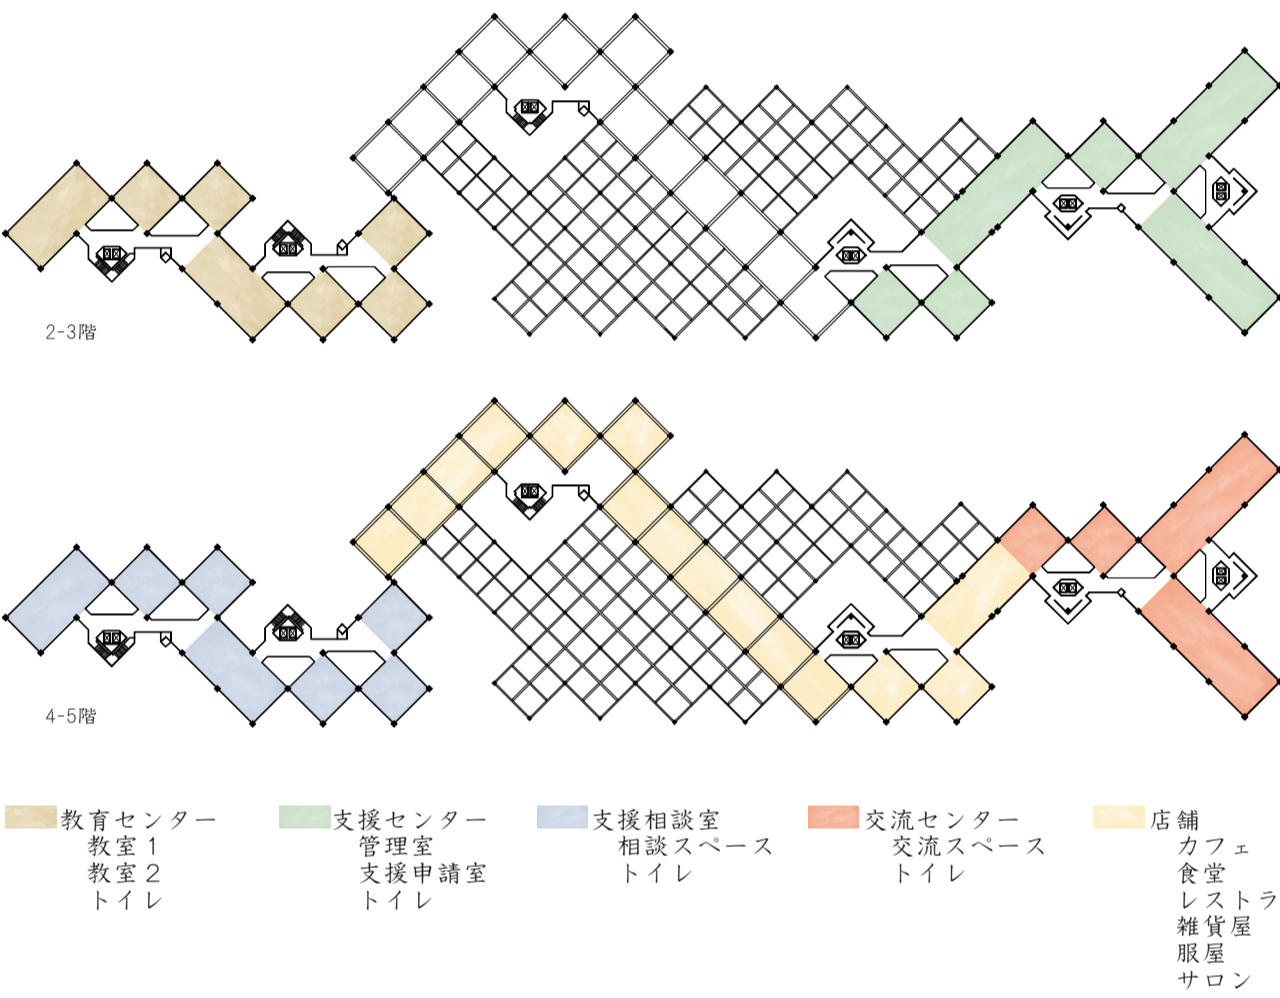 2-3階
4-5階
教育センター
教室1
教室2
トイレ
支援センター
管理室
支援申請室
トイレ
支援相談室
相談スペース
トイレ
交流センター
交流スペース
トイレ
店舗
カフェ
食堂
レストラ
雑貨屋
服屋
サロン